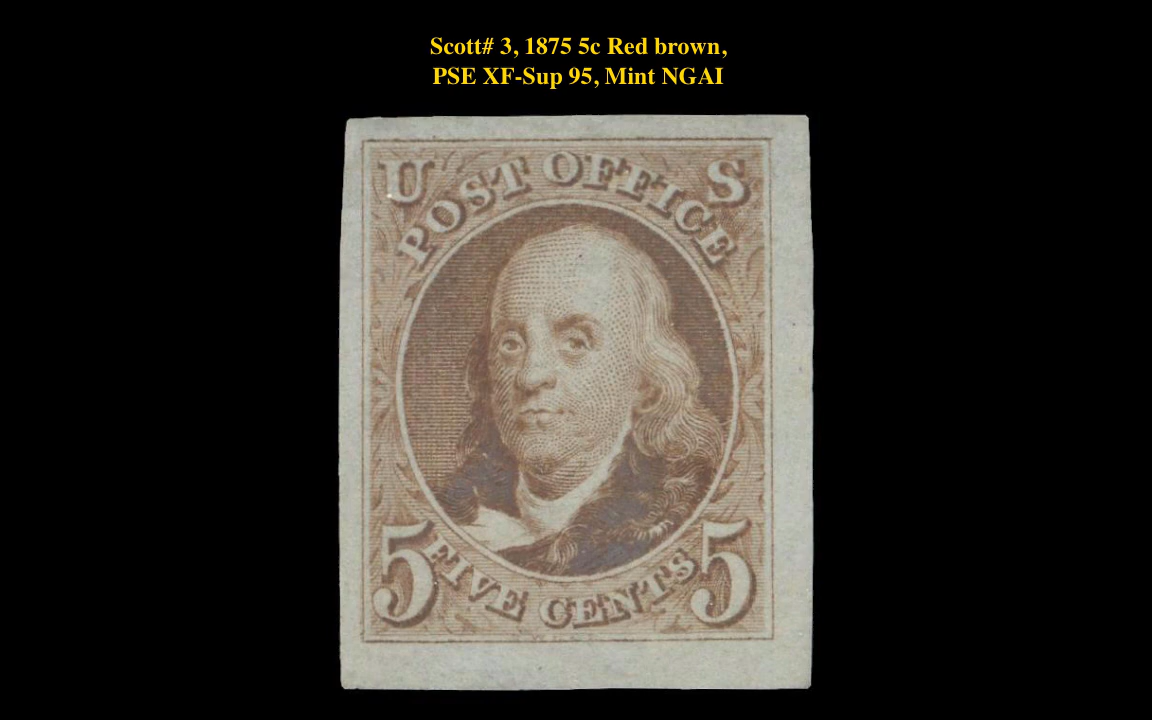 Scott# 3, 1875 5c Red brown,
PSE XF-Sup 95, Mint NGAI
U S
POST OFFICE
5 FIVE CENTS 5